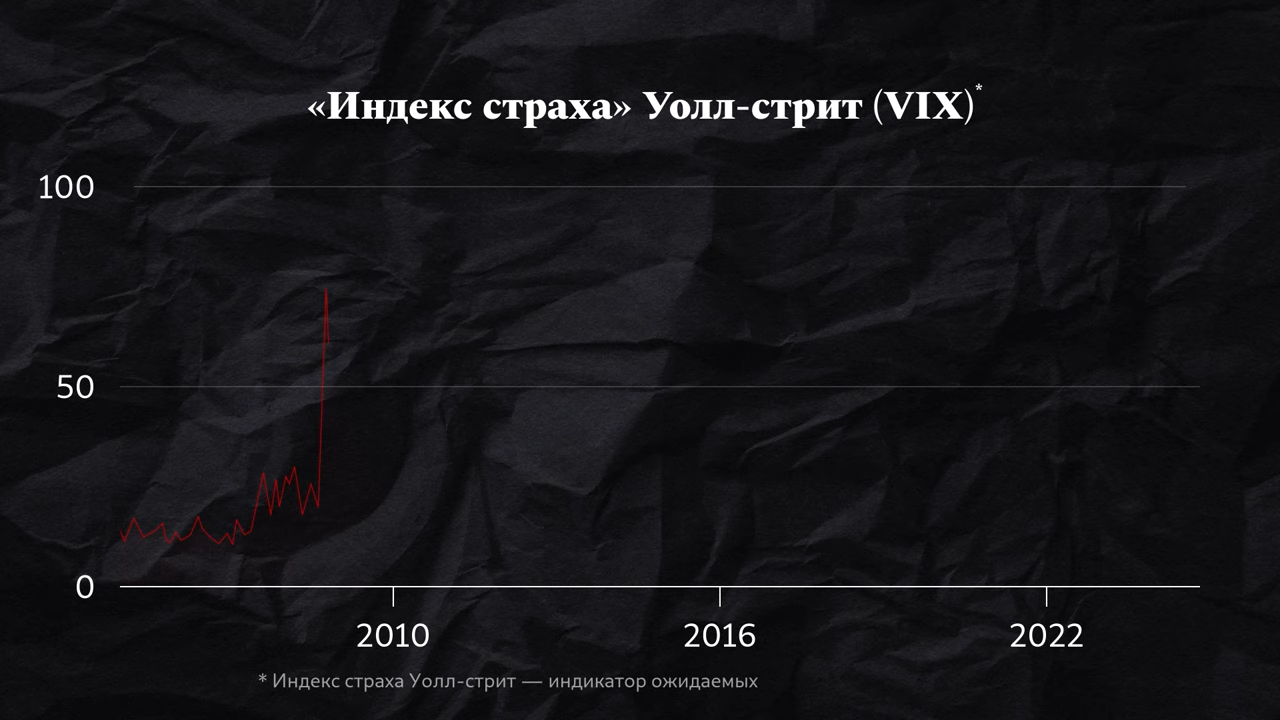 «Индекс страха» Уолл-стрит (VIX)*
100
50
0
2010 2016 2022
* Индекс страха Уолл-стрит — индикатор ожидаемых